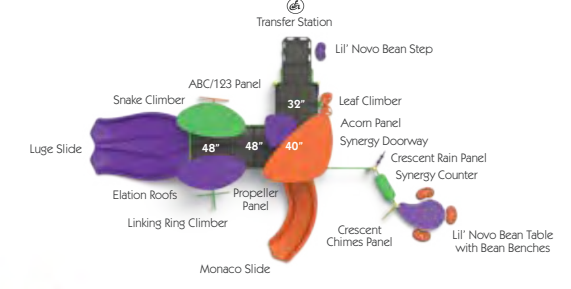 Transfer Station
Lil' Novo Bean Step
ABC/123 Panel
Snake Climber
32"
Leaf Climber
Acorn Panel
Luge Slide
48"
48"
40"
Synergy Doorway
Crescent Rain Panel
Synergy Counter
Elation Roofs
Propeller
Panel
Linking Ring Climber
Crescent
Chimes Panel
Lil' Novo Bean Table
with Bean Benches
Monaco Slide